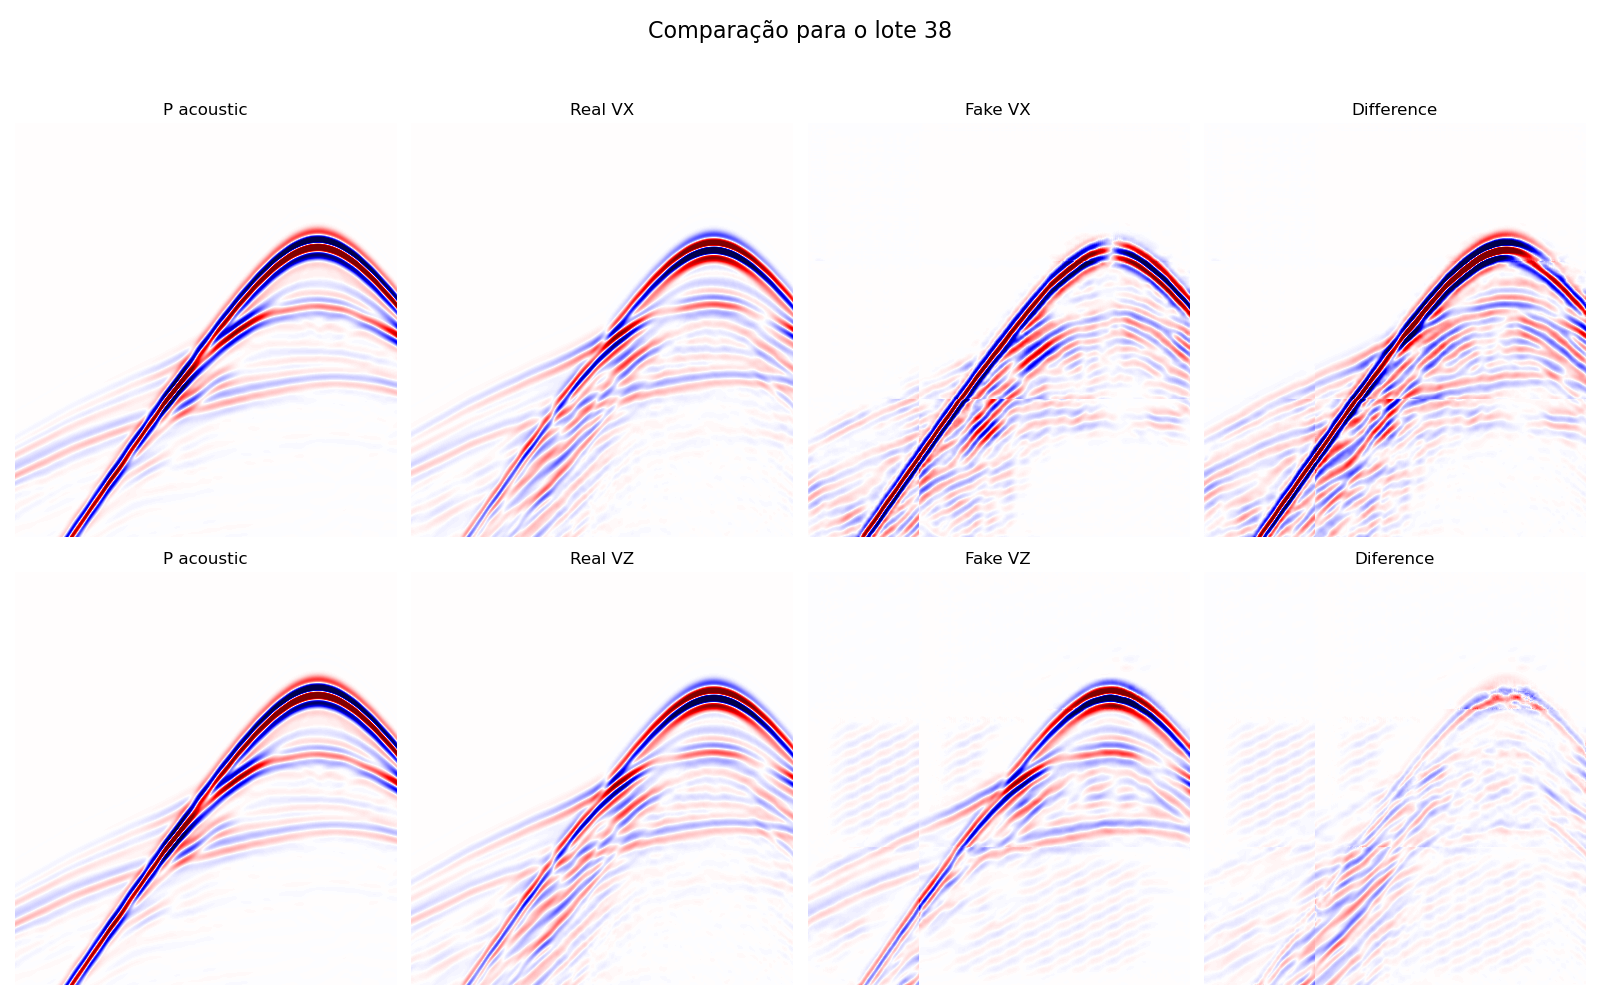 Comparação para o lote 38
P acoustic
Real VX
Fake VX
Difference
P acoustic
Real VZ
Fake VZ
Diference